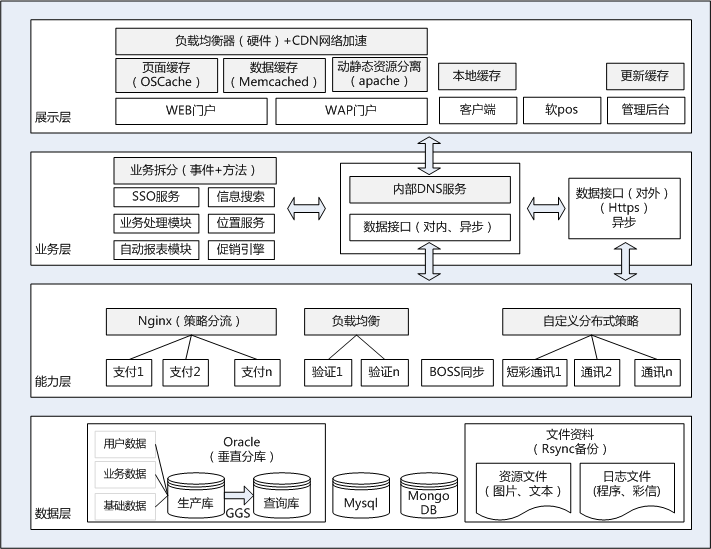 负载均衡器（硬件）+CDN网络加速
页面缓存
（OSCache）
数据缓存
（Memcached）
动静态资源分离
（apache）
本地缓存
更新缓存
WEB门户
WAP门户
客户端
软pos
管理后台
展示层
业务拆分（事件+方法）
SSO服务
信息搜索
业务处理模块
位置服务
自动报表模块
促销引擎
内部DNS服务
数据接口（对内、异步）
数据接口（对外）
（Https）
异步
业务层
Nginx（策略分流）
负载均衡
自定义分布式策略
支付1
支付2
支付n
验证1
验证n
BOSS同步
短彩通讯1
通讯2
通讯n
能力层
用户数据
业务数据
基础数据
Oracle
（垂直分库）
生产库
GGS
查询库
Mysql
Mongo
DB
文件资料
（Rsync备份）
资源文件
（图片、文本）
日志文件
(程序、彩信)
数据层